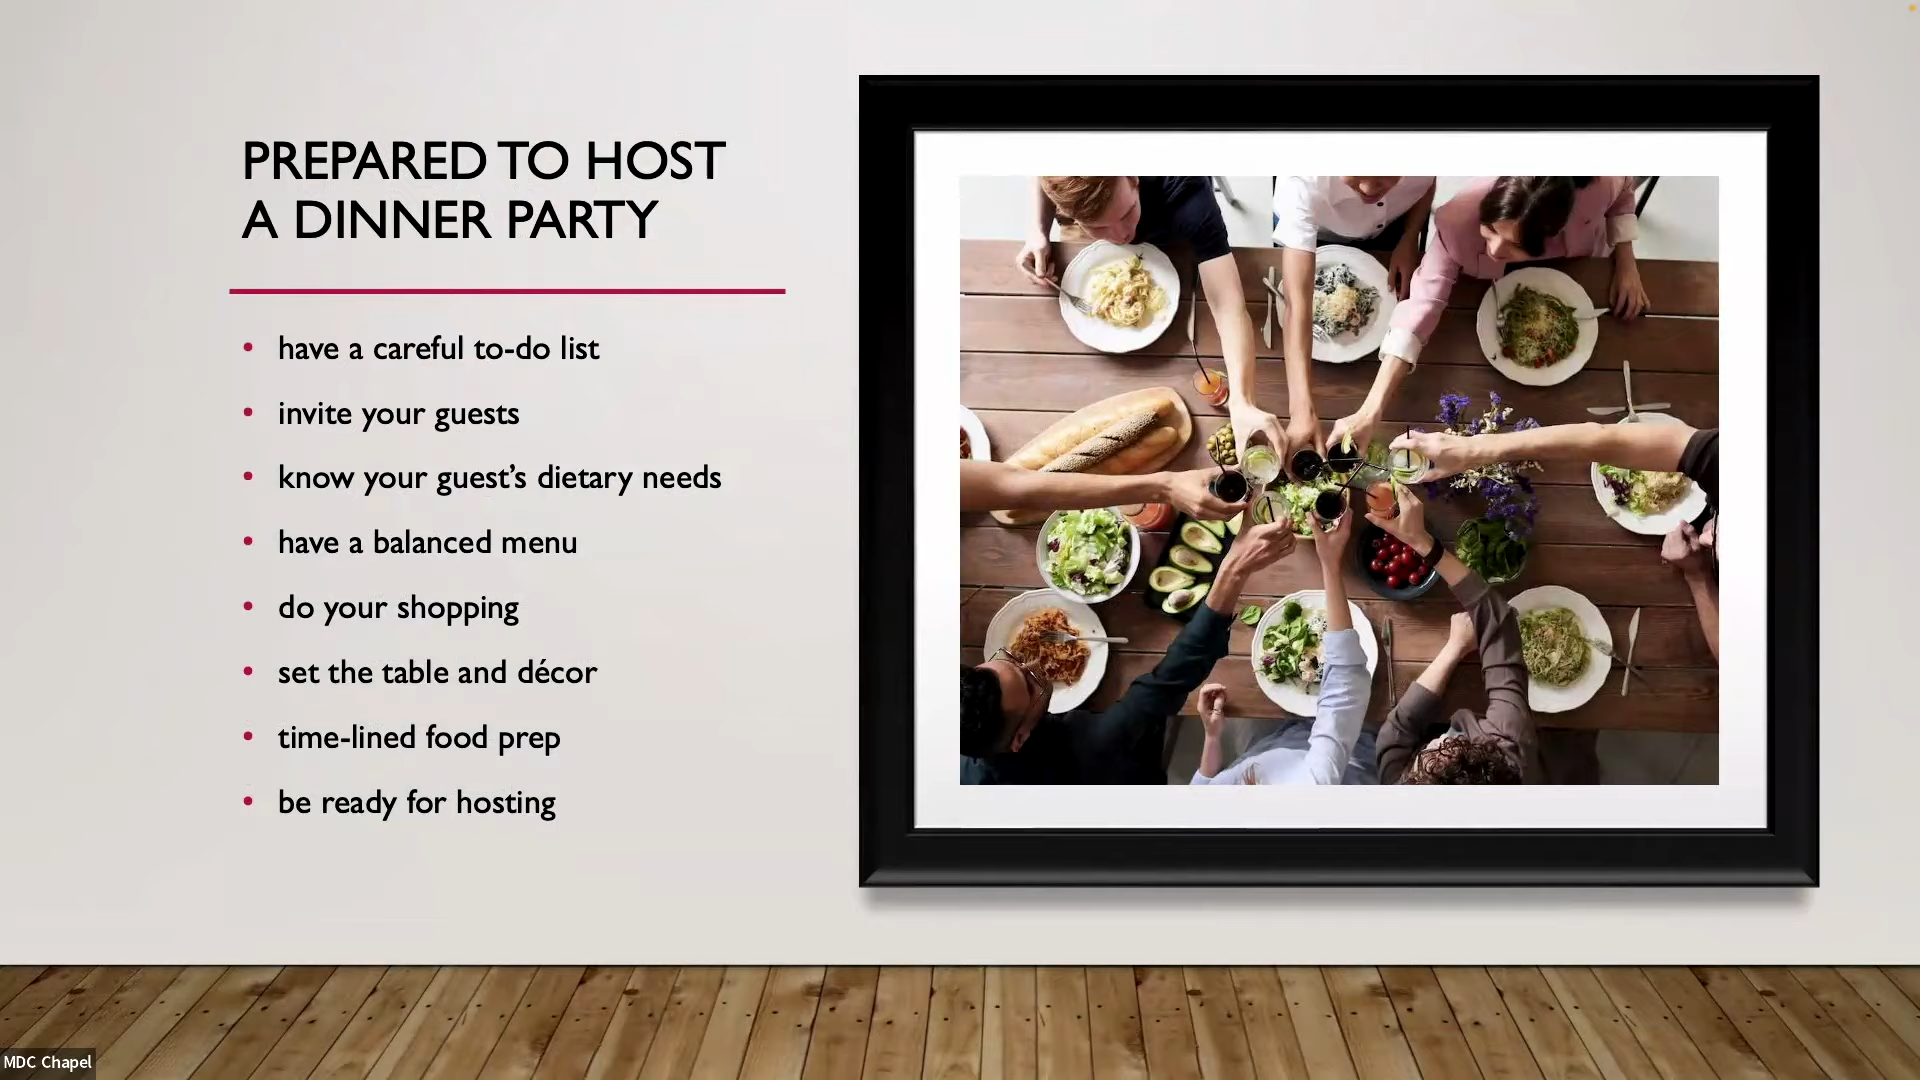 PREPARED TO HOST
A DINNER PARTY
• have a careful to-do list
• invite your guests
• know your guest’s dietary needs
• have a balanced menu
• do your shopping
• set the table and décor
• time-lined food prep
• be ready for hosting
MDC Chapel